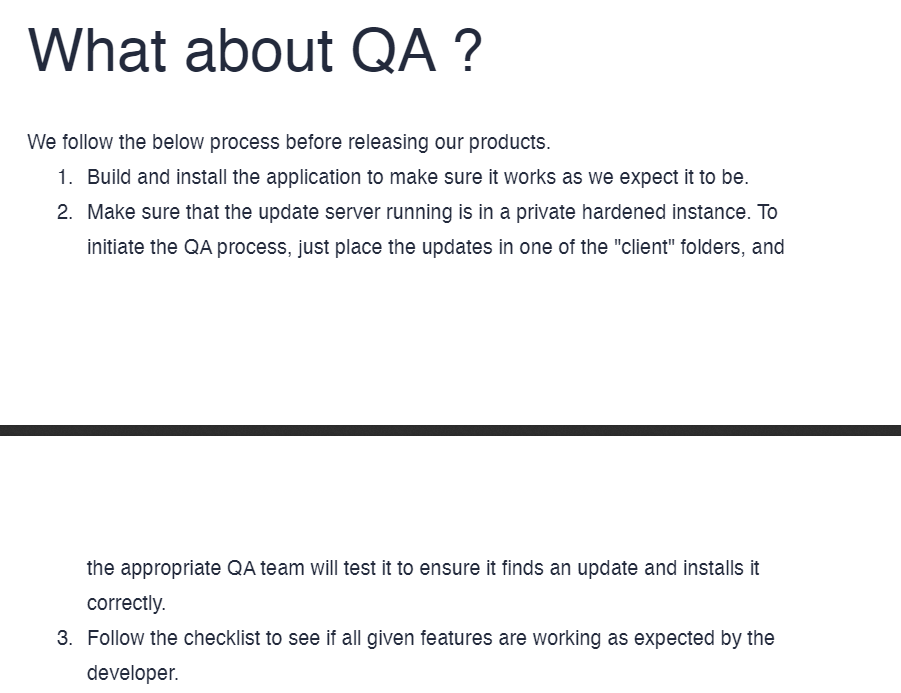 What about QA ?
We follow the below process before releasing our products.
1. Build and install the application to make sure it works as we expect it to be.
2. Make sure that the update server running is in a private hardened instance. To
initiate the QA process, just place the updates in one of the "client" folders, and
the appropriate QA team will test it to ensure it finds an update and installs it
correctly.
3. Follow the checklist to see if all given features are working as expected by the
developer.